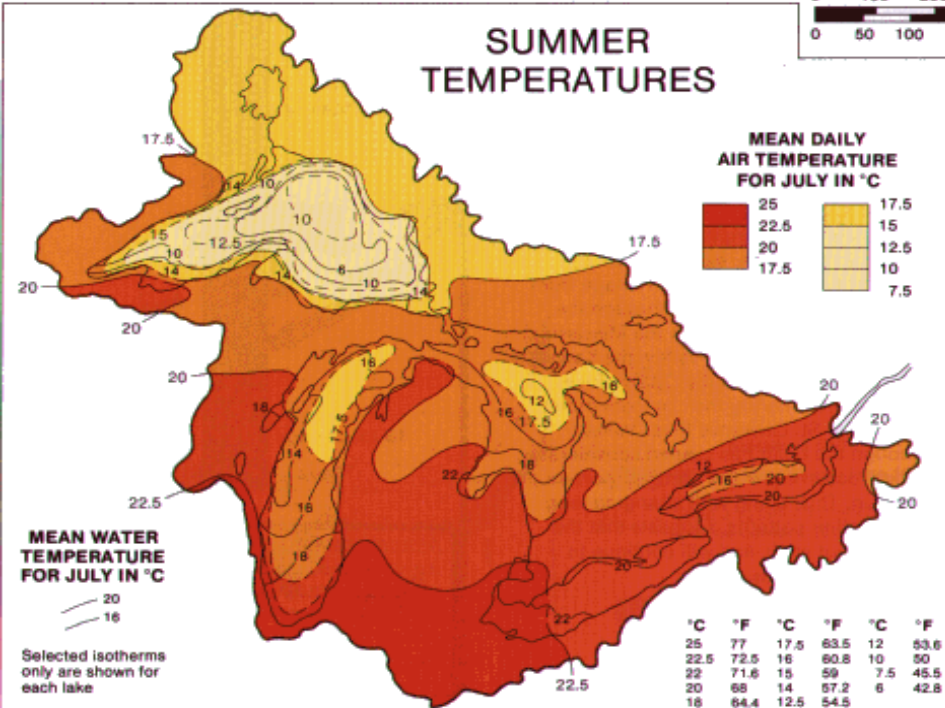 0 50 100
SUMMER
TEMPERATURES
MEAN DAILY
AIR TEMPERATURE
FOR JULY IN °C
25
22.5
20
17.5
17.5
15
12.5
10
7.5
17.5
14
10
10
15
12.5
10
14
6
14
10
14
20
20
17.5
20
16
18
17.5
14
16
18
18
12
16
17.5
18
22
20
20
12
16
20
20
20
20
22
22.5
22.5
MEAN WATER
TEMPERATURE
FOR JULY IN °C
20
16
Selected isotherms
only are shown for
each lake
°C °F °C °F °C °F
25 77 17.5 63.5 12 53.6
22.5 72.5 16 60.8 10 50
22 71.6 15 59 7.5 45.5
20 68 14 57.2 6 42.8
18 64.4 12.5 54.5